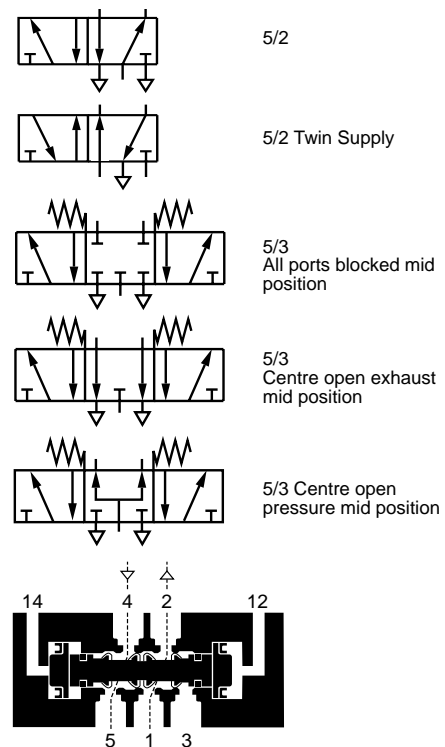 5/2
5/2 Twin Supply
5/3
All ports blocked mid
position
5/3
Centre open exhaust
mid position
5/3 Centre open
pressure mid position
14 4 2 12
5 1 3